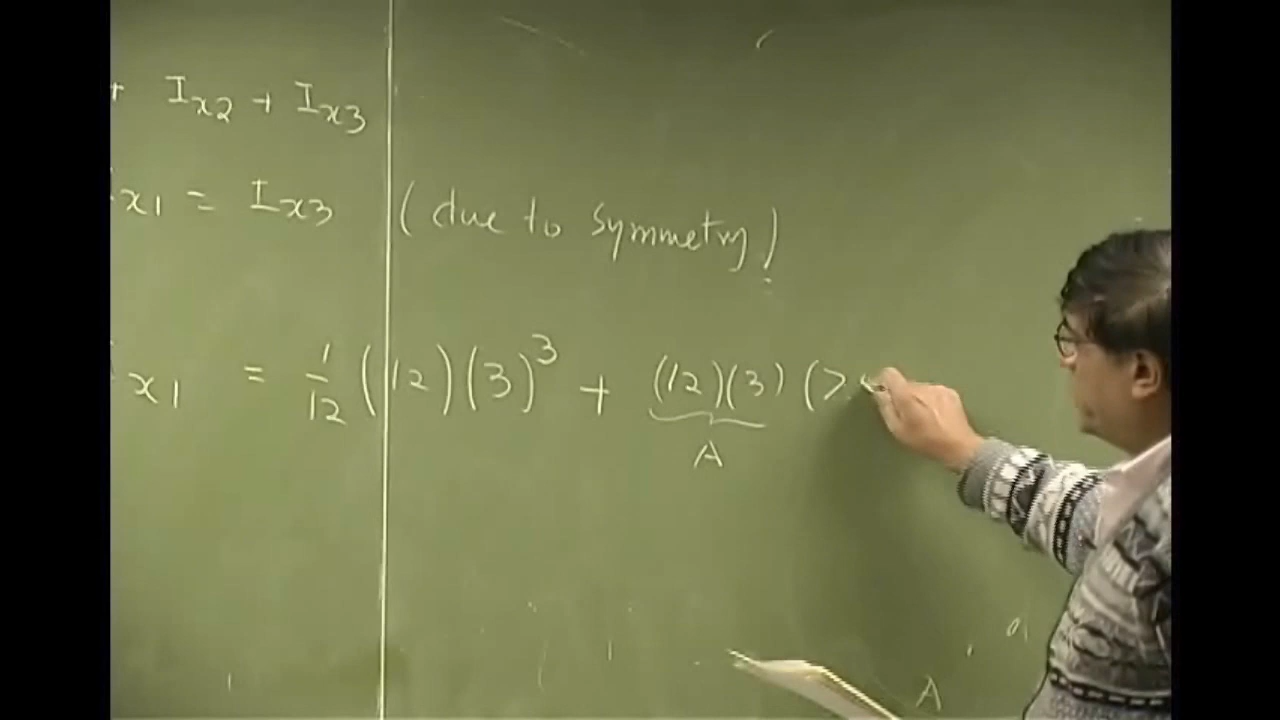 + Ix2 + Ix3
x1 = Ix3 (due to symmetry)
x1 = 1/12 (12)(3)^3 + (12)(3) (7.
A
A